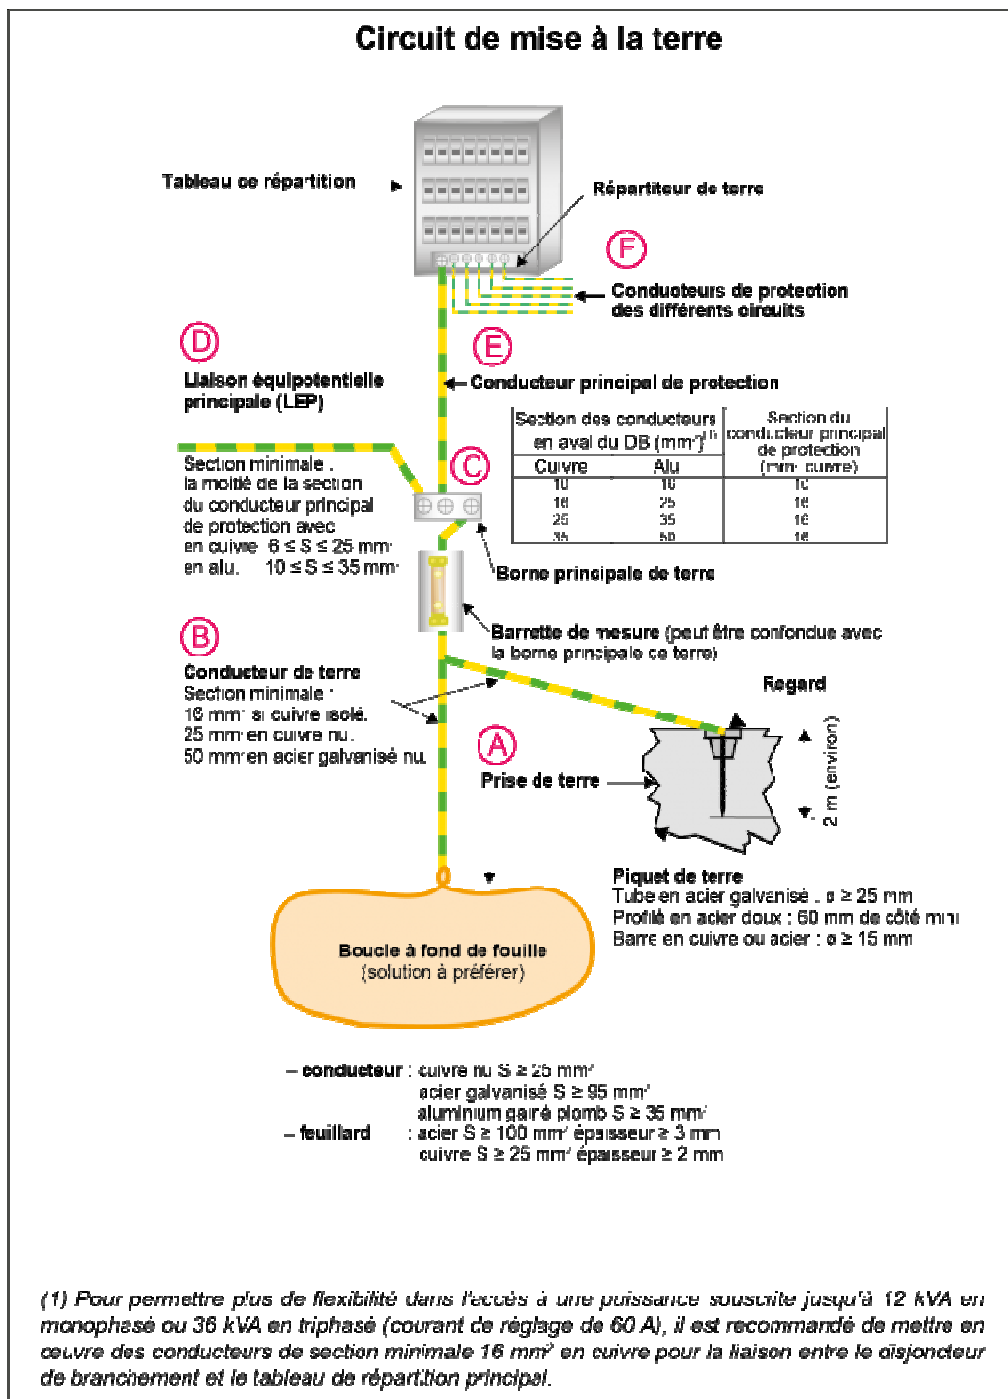 Circuit de mise à la terre
Tableau de répartition
Répartiteur de terre
F
Conducteurs de protection
des différents circuits
D
Liaison équipotentielle
principale (LEP)
E
Conducteur principal de protection
Section des conducteurs
en aval du DB (mm²)(1)
Section du
conducteur principal
de protection
(mm² cuivre)
Cuivre Alu
10 16 10
16 25 16
25 35 16
35 50 16
Section minimale :
la moitié de la section
du conducteur principal
de protection avec
en cuivre 6 ≤ S ≤ 25 mm²
en alu. 10 ≤ S ≤ 35 mm²
C
Borne principale de terre
Barrette de mesure (peut être confondue avec
la borne principale de terre)
B
Conducteur de terre
Section minimale :
16 mm² si cuivre isolé.
25 mm² en cuivre nu.
50 mm² en acier galvanisé nu.
Regard
A
Prise de terre
2 m (environ)
Piquet de terre
Tube en acier galvanisé : ø ≥ 25 mm
Profilé en acier doux : 60 mm de côté mini
Barre en cuivre ou acier : ø ≥ 15 mm
Boucle à fond de fouille
(solution à préférer)
– conducteur : cuivre nu S ≥ 25 mm²
acier galvanisé S ≥ 95 mm²
aluminium gainé plomb S ≥ 35 mm²
– feuillard : acier S ≥ 100 mm² épaisseur ≥ 3 mm
cuivre S ≥ 25 mm² épaisseur ≥ 2 mm
(1) Pour permettre plus de flexibilité dans l'accès à une puissance souscrite jusqu'à 12 kVA en
monophasé ou 36 kVA en triphasé (courant de réglage de 60 A), il est recommandé de mettre en
œuvre des conducteurs de section minimale 16 mm² en cuivre pour la liaison entre le disjoncteur
de branchement et le tableau de répartition principal.